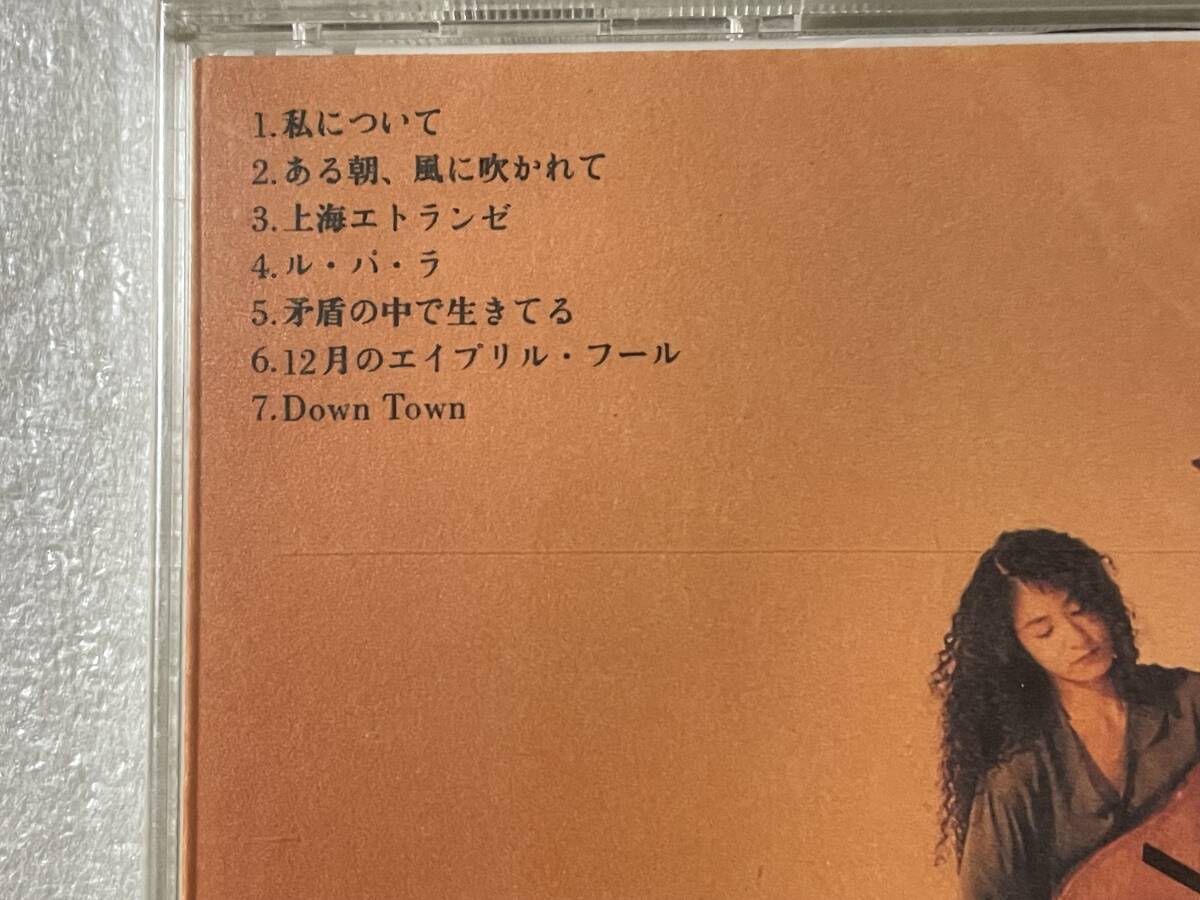 1.私について
2.ある朝、風に吹かれて
3.上海エトランゼ
4.ル・パ・ラ
5.矛盾の中で生きてる
6.12月のエイプリル・フール
7.Down Town